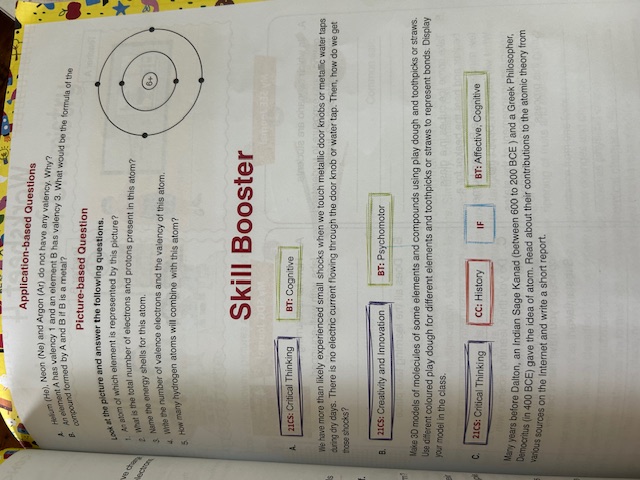 Application-based Questions
A. Helium (He), Neon (Ne) and Argon (Ar) do not have any valency. Why?
B. An element A has valency 1 and an element B has valency 3. What would be the formula of the
compound formed by A and B if B is a metal?
Picture-based Question
Look at the picture and answer the following questions.
1. An atom of which element is represented by this picture?
2. What is the total number of electrons and protons present in this atom?
3. Name the energy shells for this atom.
4. Write the number of valence electrons and the valency of this atom.
5. How many hydrogen atoms will combine with this atom?
6+
Skill Booster
A. 21CS: Critical Thinking BT: Cognitive
We have more than likely experienced small shocks when we touch metallic door knobs or metallic water taps
during dry days. There is no electric current flowing through the door knob or water tap. Then, how do we get
those shocks?
B. 21CS: Creativity and Innovation BT: Psychomotor
Make 3D models of molecules of some elements and compounds using play dough and toothpicks or straws.
Use different coloured play dough for different elements and toothpicks or straws to represent bonds. Display
your model in the class.
C. 21CS: Critical Thinking CC: History IF BT: Affective, Cognitive
Many years before Dalton, an Indian Sage Kanad (between 600 to 200 BCE ) and a Greek Philosopher,
Democritus (in 400 BCE) gave the idea of atom. Read about their contributions to the atomic theory from
various sources on the Internet and write a short report.